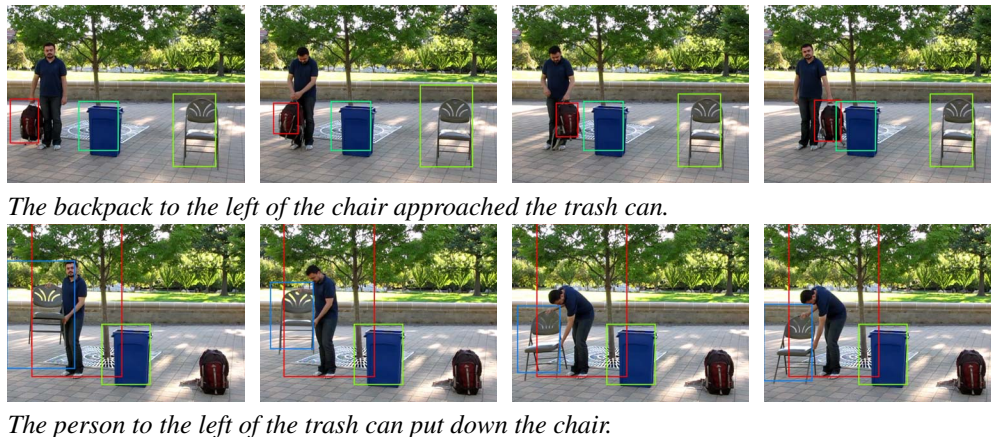 The backpack to the left of the chair approached the trash can.
The person to the left of the trash can put down the chair.